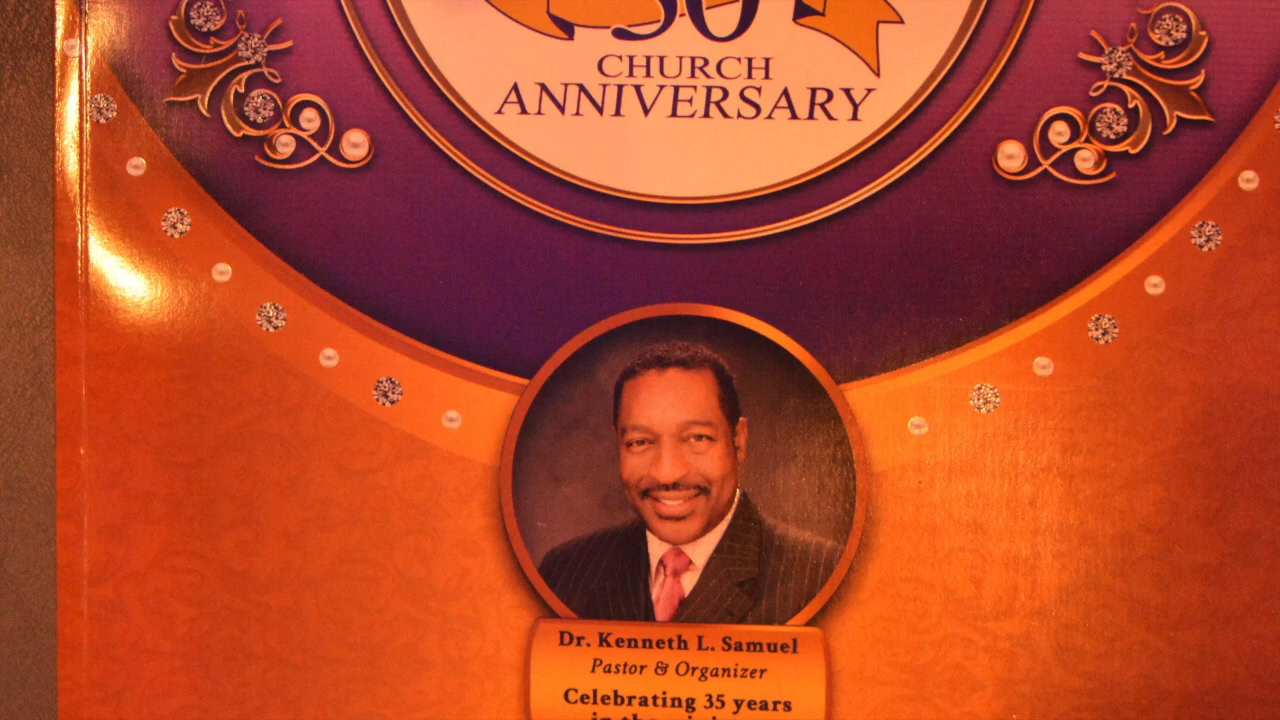 CHURCH
ANNIVERSARY
Dr. Kenneth L. Samuel
Pastor & Organizer
Celebrating 35 years